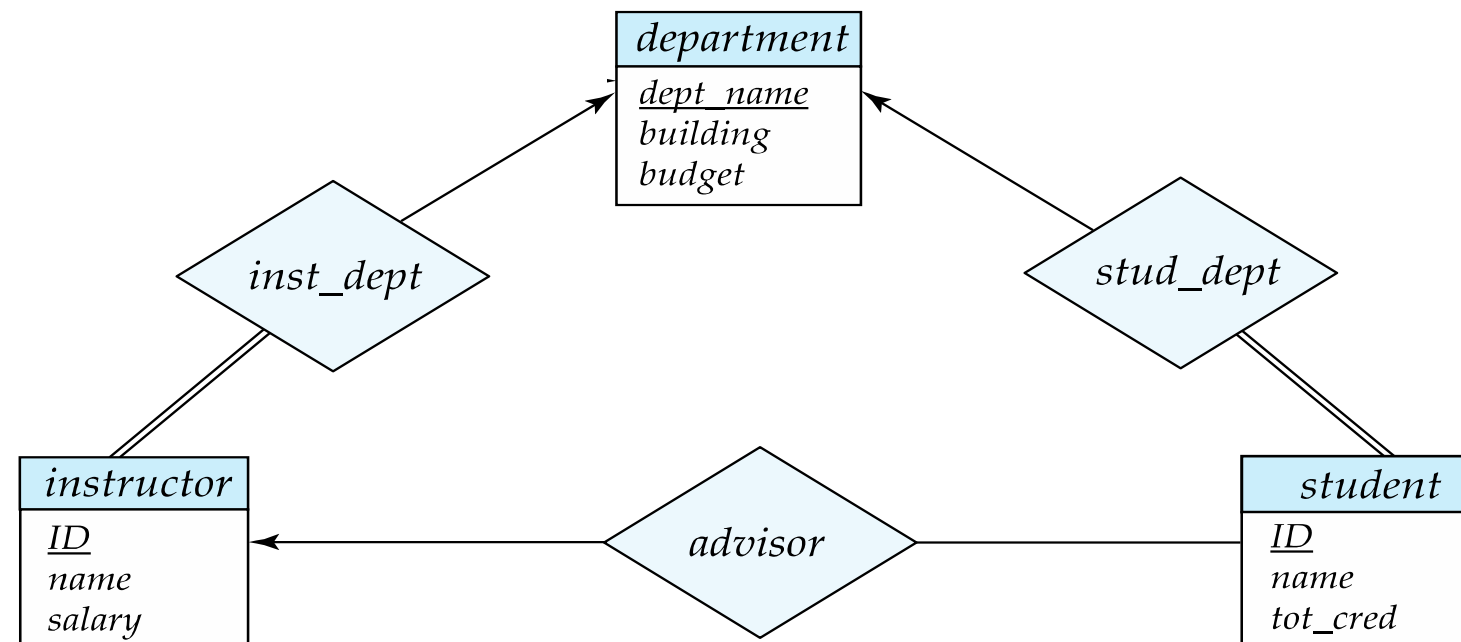 department
dept_name
building
budget
inst_dept
stud_dept
instructor
ID
name
salary
advisor
student
ID
name
tot_cred